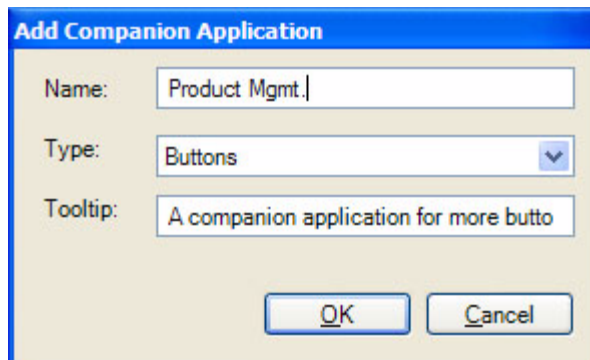 Add Companion Application
Name: Product Mgmt.
Type: Buttons
Tooltip: A companion application for more butto
OK Cancel